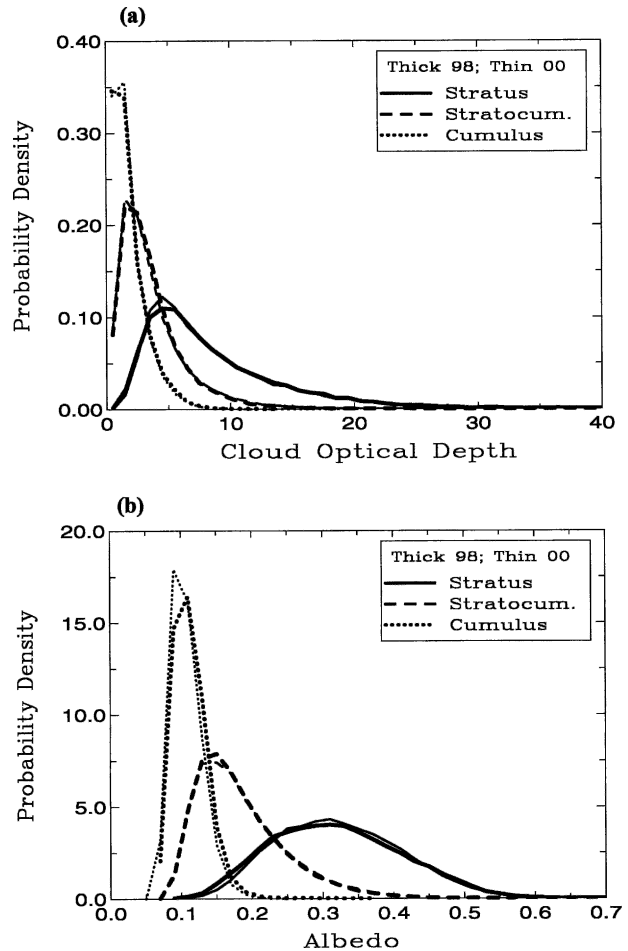 (a)
0.40
0.30
0.20
0.10
0.00
Probability Density
Thick 98; Thin 00
Stratus
Stratocum.
Cumulus
0 10 20 30 40
Cloud Optical Depth
(b)
20.0
15.0
10.0
5.0
0.0
Probability Density
Thick 98; Thin 00
Stratus
Stratocum.
Cumulus
0.0 0.1 0.2 0.3 0.4 0.5 0.6 0.7
Albedo